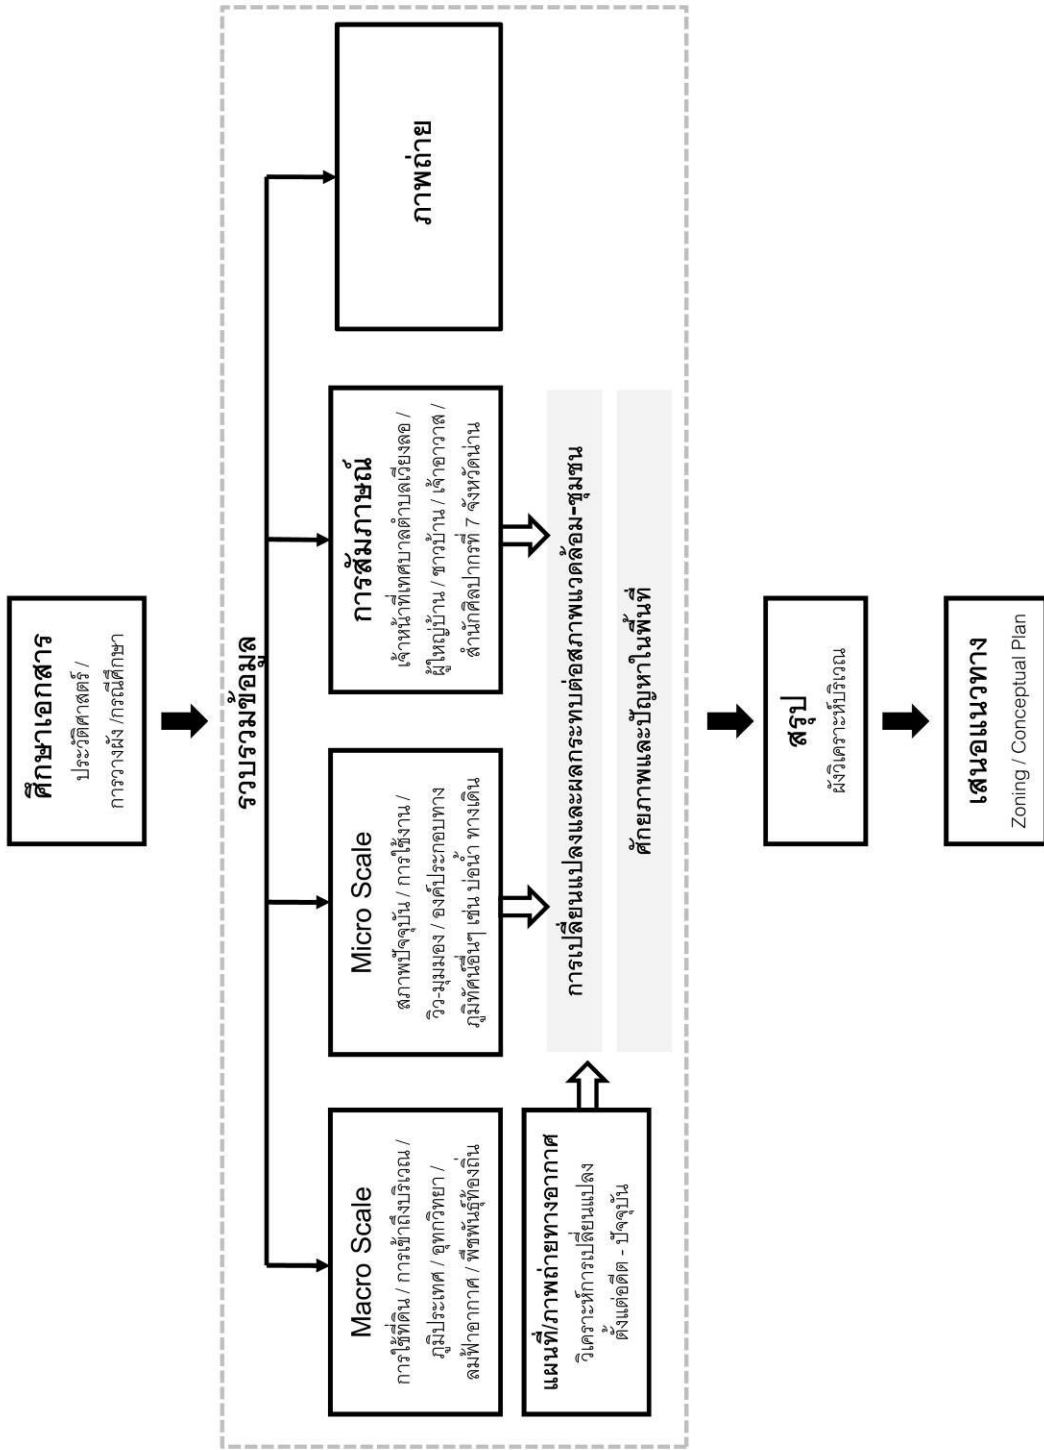 ศึกษาเอกสาร
ประวัติศาสตร์ /
การวางผัง /กรณีศึกษา
รวบรวมข้อมูล
Macro Scale
การใช้ที่ดิน / การเข้าถึงบริเวณ /
ภูมิประเทศ / อุทกวิทยา /
ลมฟ้าอากาศ / พืชพันธุ์ท้องถิ่น
Micro Scale
สภาพปัจจุบัน / การใช้งาน /
วิว-มุมมอง / องค์ประกอบทาง
ภูมิทัศน์อื่นๆ เช่น บ่อน้ำ ทางเดิน
การสัมภาษณ์
เจ้าหน้าที่เทศบาลตำบลเวียงลอ /
ผู้ใหญ่บ้าน / ชาวบ้าน / เจ้าอาวาส /
สำนักศิลปากรที่ 7 จังหวัดน่าน
ภาพถ่าย
แผนที่/ภาพถ่ายทางอากาศ
วิเคราะห์การเปลี่ยนแปลง
ตั้งแต่อดีต - ปัจจุบัน
การเปลี่ยนแปลงและผลกระทบต่อสภาพแวดล้อม-ชุมชน
ศักยภาพและปัญหาในพื้นที่
สรุป
ผังวิเคราะห์บริเวณ
เสนอแนวทาง
Zoning / Conceptual Plan